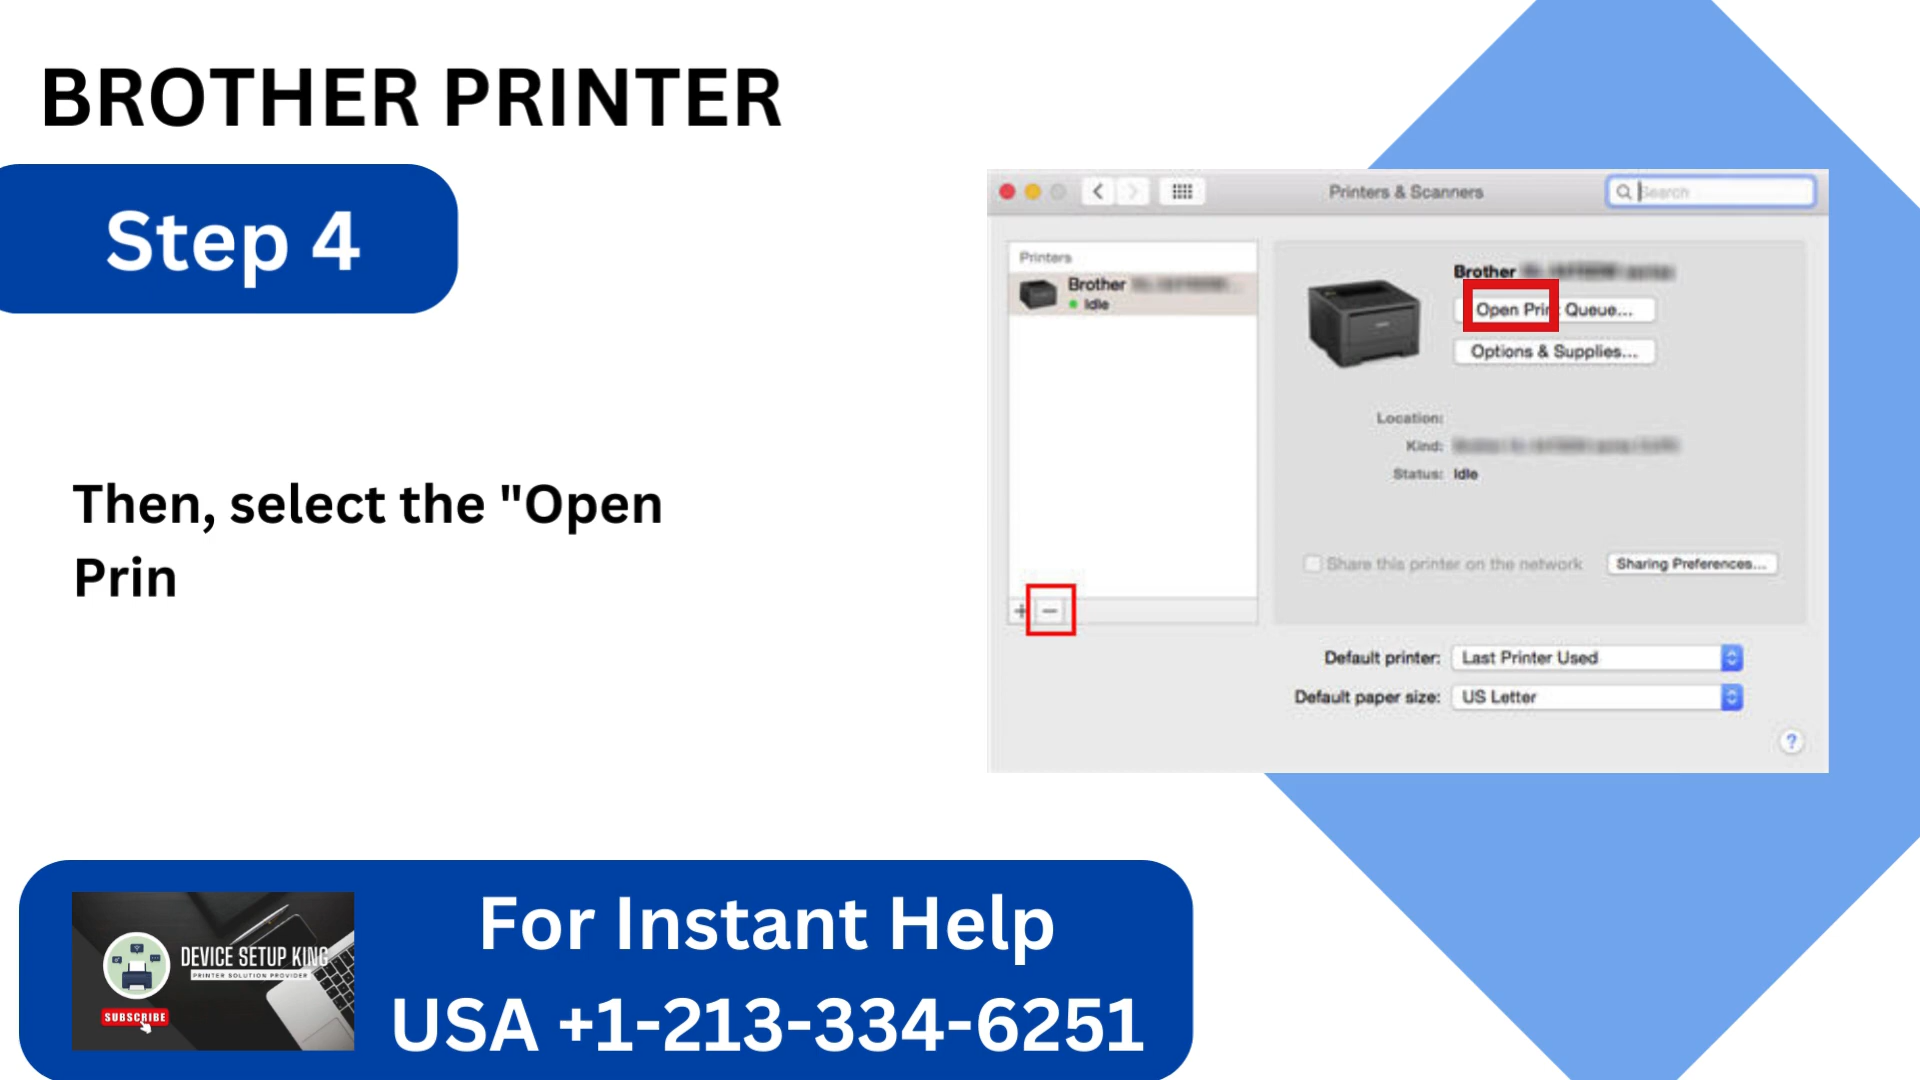 BROTHER PRINTER
Step 4
Then, select the "Open
Prin
Printers & Scanners
Search
Printers
Brother
Idle
Brother
Open Print Queue...
Options & Supplies...
Location:
Kind:
Status: Idle
Share this printer on the network
Sharing Preferences...
+ −
Default printer: Last Printer Used
Default paper size: US Letter
?
DEVICE SETUP KING
PRINTER SOLUTION PROVIDER
SUBSCRIBE
For Instant Help
USA +1-213-334-6251